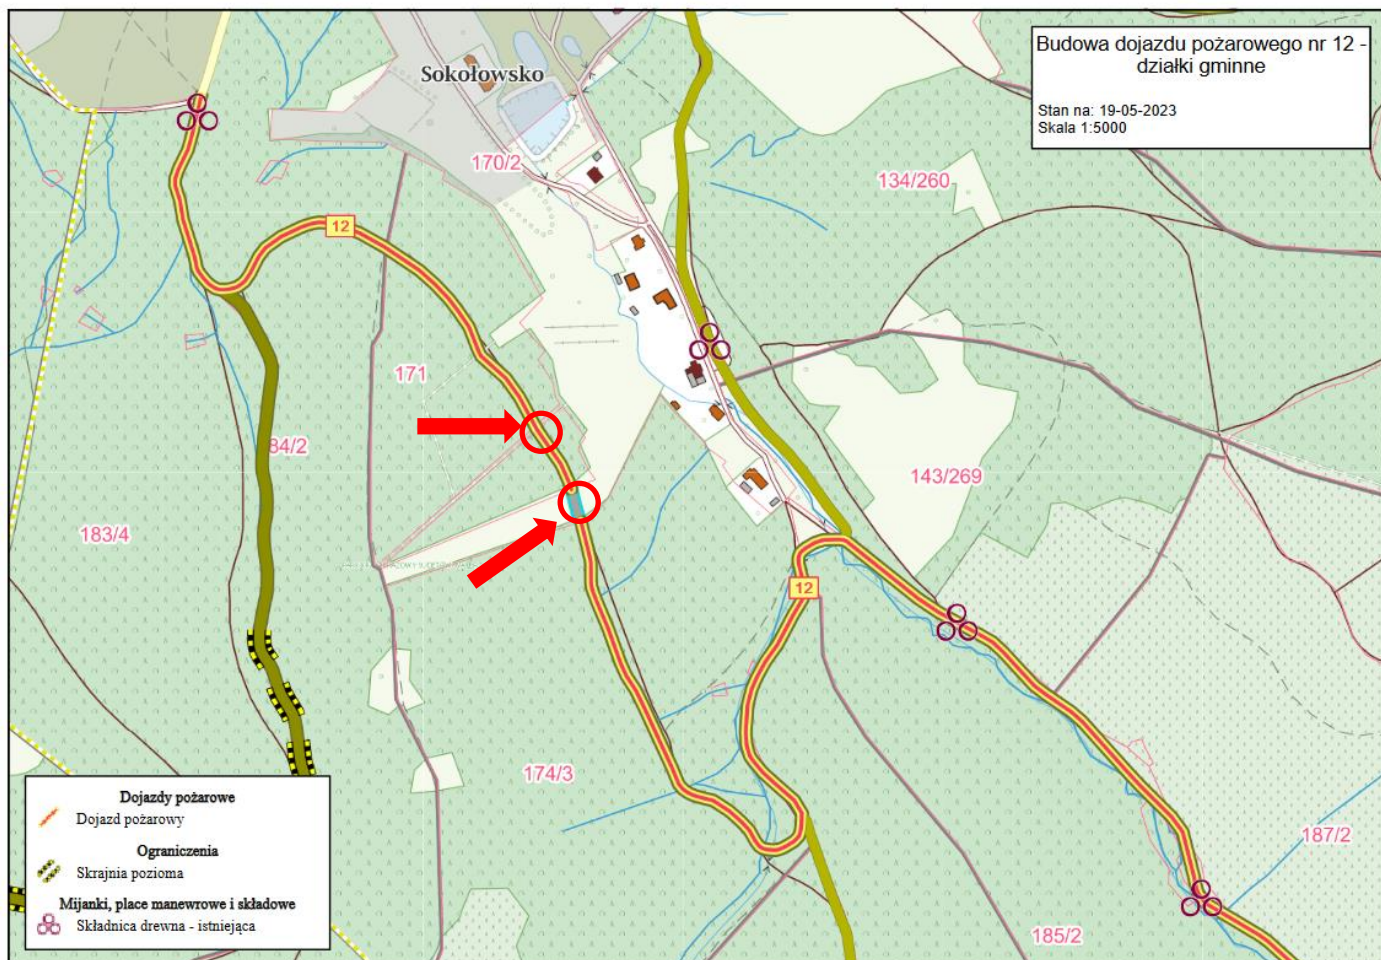 Budowa dojazdu pożarowego nr 12 -
działki gminne
Stan na: 19-05-2023
Skala 1:5000
Sokołowsko
170/2
134/260
12
171
84/2
143/269
183/4
12
174/3
187/2
185/2
Dojazdy pożarowe
Dojazd pożarowy
Ograniczenia
Skrajnia pozioma
Mijanki, place manewrowe i składowe
Składnica drewna - istniejąca